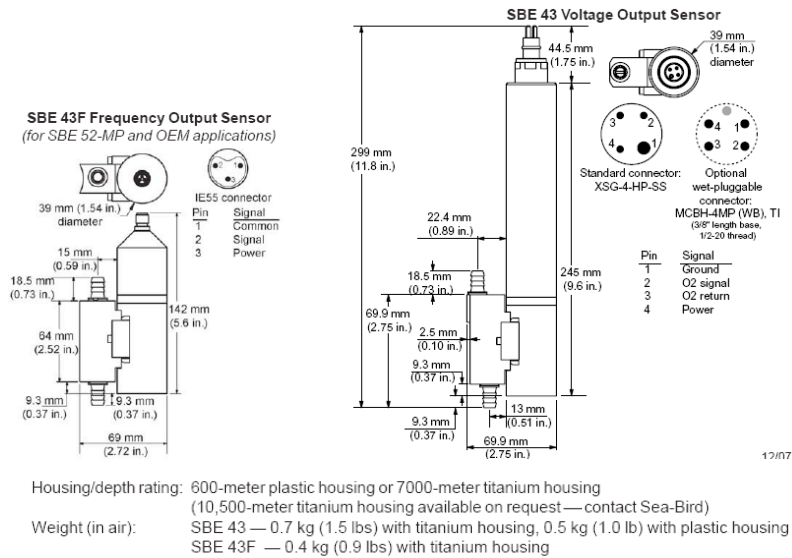 SBE 43 Voltage Output Sensor
39 mm
(1.54 in.)
diameter
44.5 mm
(1.75 in.)
SBE 43F Frequency Output Sensor
(for SBE 52-MP and OEM applications)
2 1
3
IE55 connector
Pin Signal
1 Common
2 Signal
3 Power
39 mm (1.54 in.)
diameter
15 mm
(0.59 in.)
18.5 mm
(0.73 in.)
142 mm
(5.6 in.)
64 mm
(2.52 in.)
9.3 mm
(0.37 in.)
9.3 mm
(0.37 in.)
69 mm
(2.72 in.)
299 mm
(11.8 in.)
3 2
4 1
Standard connector:
XSG-4-HP-SS
4 1
3 2
Optional
wet-pluggable
connector:
MCBH-4MP (WB), TI
(3/8" length base,
1/2-20 thread)
Pin Signal
1 Ground
2 O2 signal
3 O2 return
4 Power
22.4 mm
(0.89 in.)
18.5 mm
(0.73 in.)
245 mm
(9.6 in.)
69.9 mm
(2.75 in.)
2.5 mm
(0.10 in.)
9.3 mm
(0.37 in.)
9.3 mm
(0.37 in.)
13 mm
(0.51 in.)
69.9 mm
(2.75 in.)
12/07
Housing/depth rating: 600-meter plastic housing or 7000-meter titanium housing
(10,500-meter titanium housing available on request — contact Sea-Bird)
Weight (in air): SBE 43 — 0.7 kg (1.5 lbs) with titanium housing, 0.5 kg (1.0 lb) with plastic housing
SBE 43F — 0.4 kg (0.9 lbs) with titanium housing